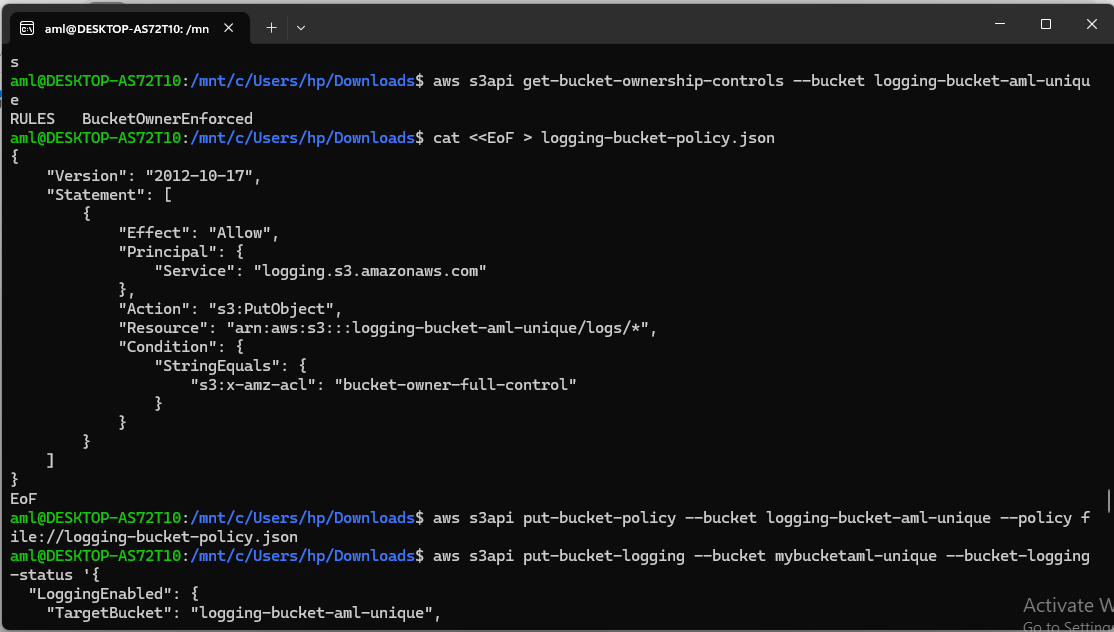 aml@DESKTOP-AS72T10: /mn
s
aml@DESKTOP-AS72T10:/mnt/c/Users/hp/Downloads$ aws s3api get-bucket-ownership-controls --bucket logging-bucket-aml-uniqu
e
RULES   BucketOwnerEnforced
aml@DESKTOP-AS72T10:/mnt/c/Users/hp/Downloads$ cat <<EoF > logging-bucket-policy.json
{
    "Version": "2012-10-17",
    "Statement": [
        {
            "Effect": "Allow",
            "Principal": {
                "Service": "logging.s3.amazonaws.com"
            },
            "Action": "s3:PutObject",
            "Resource": "arn:aws:s3:::logging-bucket-aml-unique/logs/*",
            "Condition": {
                "StringEquals": {
                    "s3:x-amz-acl": "bucket-owner-full-control"
                }
            }
        }
    ]
}
EoF
aml@DESKTOP-AS72T10:/mnt/c/Users/hp/Downloads$ aws s3api put-bucket-policy --bucket logging-bucket-aml-unique --policy f
ile://logging-bucket-policy.json
aml@DESKTOP-AS72T10:/mnt/c/Users/hp/Downloads$ aws s3api put-bucket-logging --bucket mybucketaml-unique --bucket-logging
-status '{
  "LoggingEnabled": {
    "TargetBucket": "logging-bucket-aml-unique",
Activate W
Go to Settings